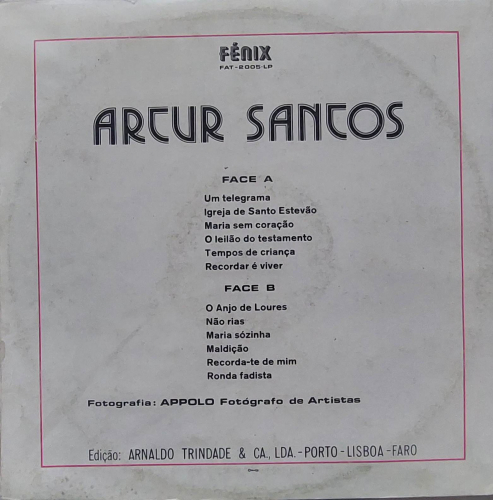 FÉNIX
FAT-2005-LP
ARTUR SANTOS
FACE A
Um telegrama
Igreja de Santo Estevão
Maria sem coração
O leilão do testamento
Tempos de criança
Recordar é viver
FACE B
O Anjo de Loures
Não rias
Maria sózinha
Maldição
Recorda-te de mim
Ronda fadista
Fotografia: APPOLO Fotógrafo de Artistas
Edição: ARNALDO TRINDADE & CA., LDA.-PORTO-LISBOA-FARO